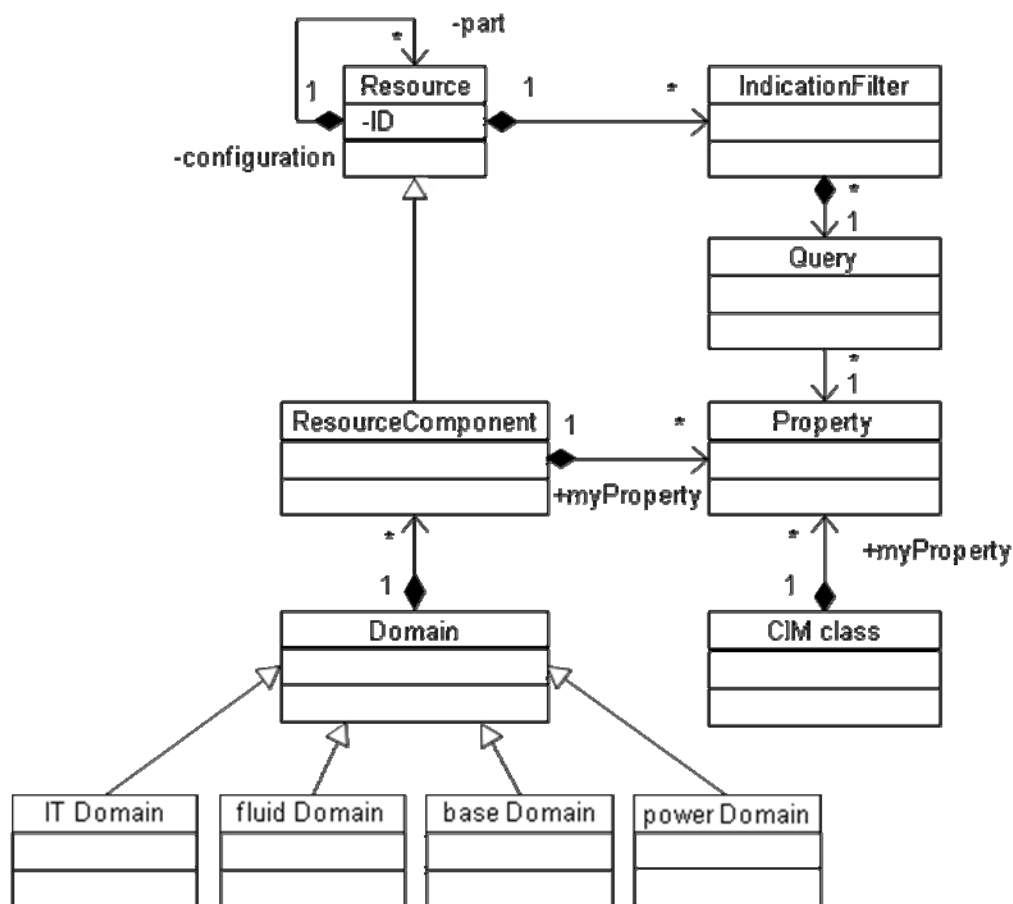 -part
*
1
Resource
1
*
IndicationFilter
-ID
-configuration
*
1
Query
*
1
ResourceComponent
1
*
Property
+myProperty
*
*
+myProperty
1
1
Domain
CIM class
IT Domain
fluid Domain
base Domain
power Domain